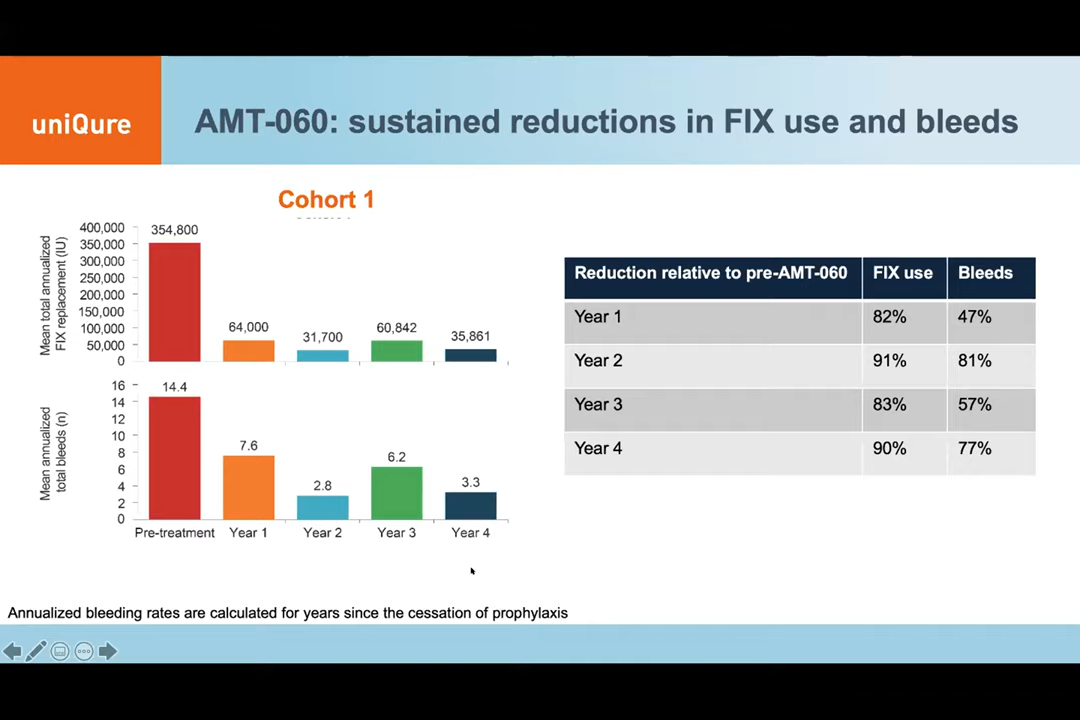 uniQure
AMT-060: sustained reductions in FIX use and bleeds
Cohort 1
Mean total annualized
FIX replacement (IU)
400,000
350,000
300,000
250,000
200,000
150,000
100,000
50,000
0
354,800
64,000
31,700
60,842
35,861
Mean annualized
total bleeds (n)
16
14
12
10
8
6
4
2
0
14.4
7.6
2.8
6.2
3.3
Pre-treatment Year 1 Year 2 Year 3 Year 4
Reduction relative to pre-AMT-060 FIX use Bleeds
Year 1 82% 47%
Year 2 91% 81%
Year 3 83% 57%
Year 4 90% 77%
Annualized bleeding rates are calculated for years since the cessation of prophylaxis